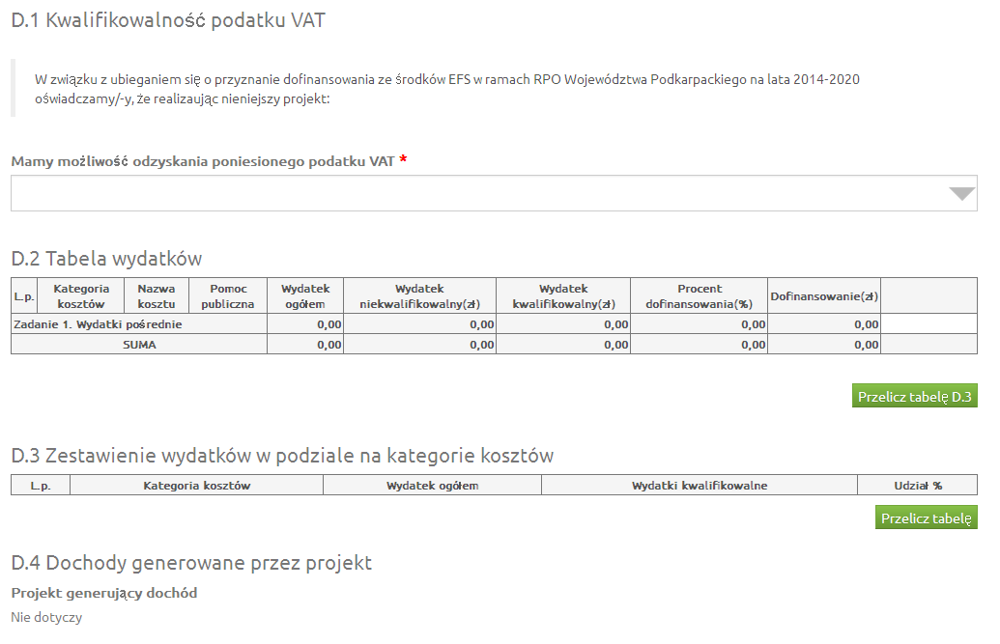 D.1 Kwalifikowalność podatku VAT
W związku z ubieganiem się o przyznanie dofinansowania ze środków EFS w ramach RPO Województwa Podkarpackiego na lata 2014-2020
oświadczamy/-y, że realizaując nieniejszy projekt:
Mamy możliwość odzyskania poniesionego podatku VAT *
D.2 Tabela wydatków
L.p. Kategoria kosztów Nazwa kosztu Pomoc publiczna Wydatek ogółem Wydatek niekwalifikowalny(zł) Wydatek kwalifikowalny(zł) Procent dofinansowania(%) Dofinansowanie(zł)
Zadanie 1. Wydatki pośrednie 0,00 0,00 0,00 0,00 0,00
SUMA 0,00 0,00 0,00 0,00 0,00
Przelicz tabelę D.3
D.3 Zestawienie wydatków w podziale na kategorie kosztów
L.p. Kategoria kosztów Wydatek ogółem Wydatki kwalifikowalne Udział %
Przelicz tabelę
D.4 Dochody generowane przez projekt
Projekt generujący dochód
Nie dotyczy